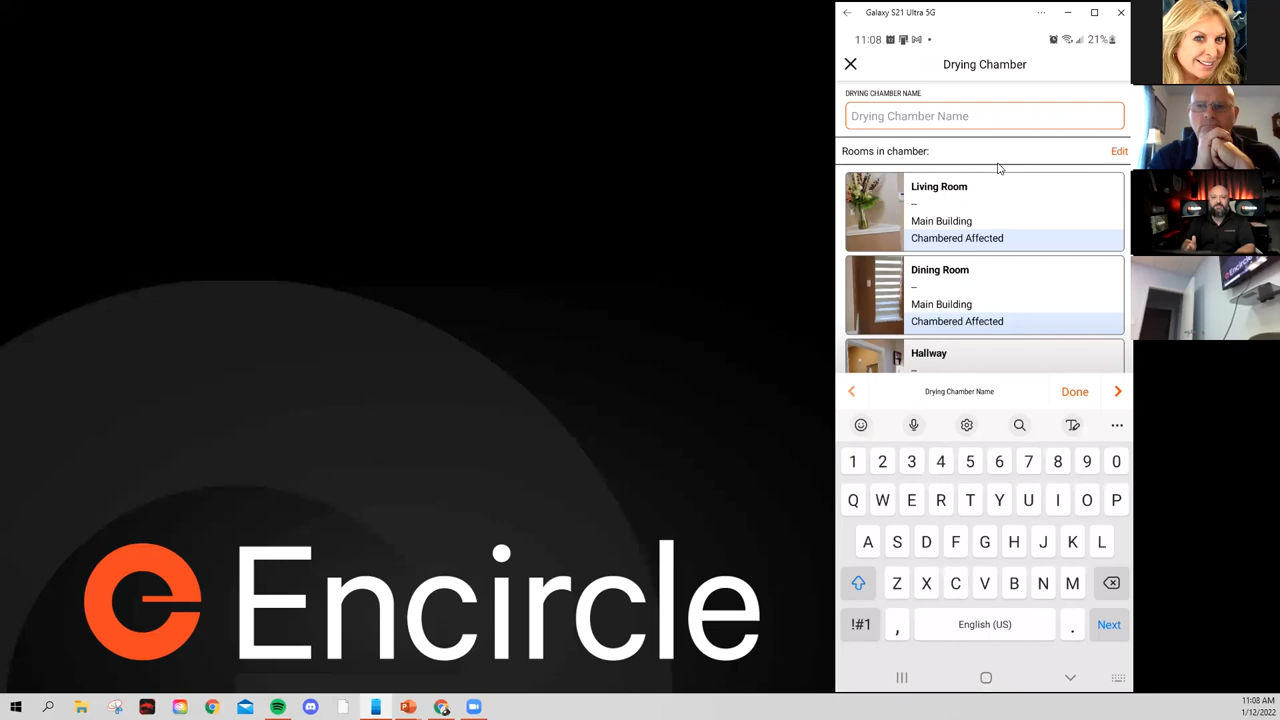 Galaxy S21 Ultra 5G
11:08
21%
Drying Chamber
DRYING CHAMBER NAME
Drying Chamber Name
Rooms in chamber:
Edit
Living Room
--
Main Building
Chambered Affected
Dining Room
--
Main Building
Chambered Affected
Hallway
--
Drying Chamber Name
Done
1 2 3 4 5 6 7 8 9 0
Q W E R T Y U I O P
A S D F G H J K L
Z X C V B N M
!#1 , English (US) . Next
Encircle
11:08 AM
1/12/2022